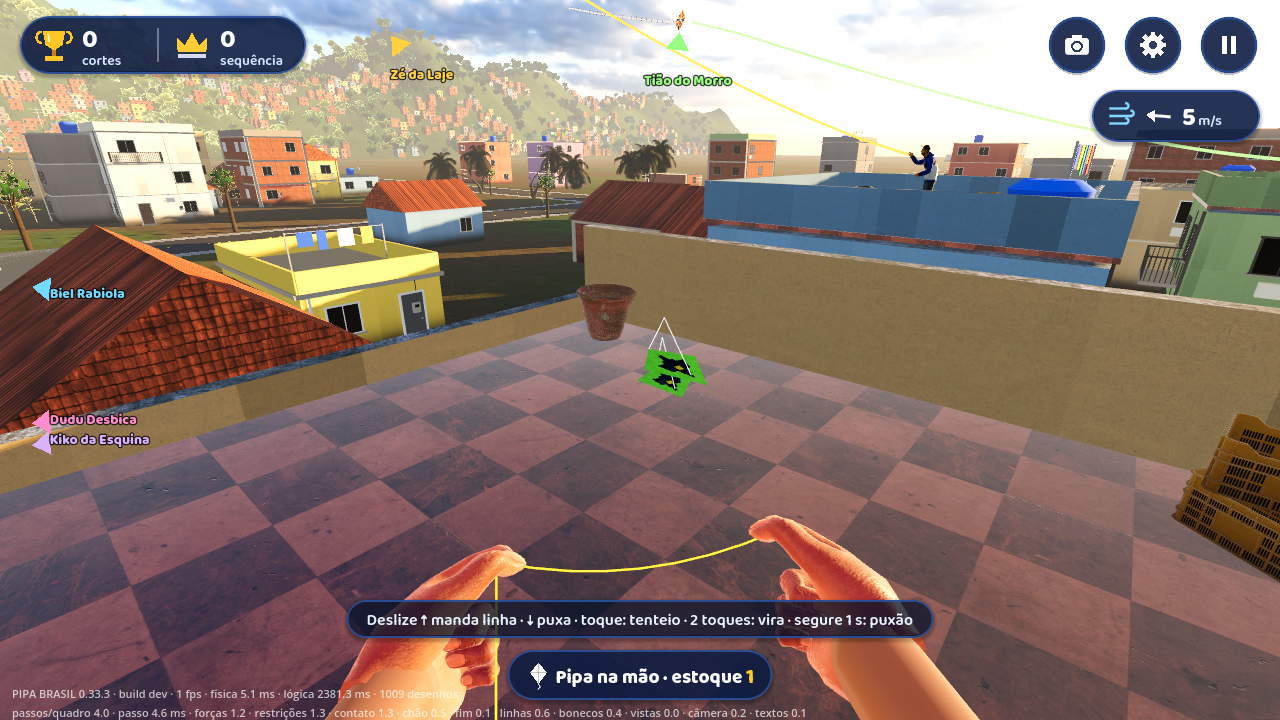 0
cortes
0
sequência
Zé da Laje
Tião do Morro
5 m/s
Biel Rabiola
Dudu Desbica
Kiko da Esquina
Deslize ↑ manda linha · ↓ puxa · toque: tenteio · 2 toques: vira · segure 1 s: puxão
Pipa na mão · estoque 1
PIPA BRASIL 0.33.3 · build dev · 1 fps · física 5.1 ms · lógica 2381.3 ms · 1009 desenhos
passos/quadro 4.0 · passo 4.6 ms · forças 1.2 · restrições 1.3 · contato 1.3 · chão 0.5 · fim 0.1 · linhas 0.6 · bonecos 0.4 · vistas 0.0 · câmera 0.2 · textos 0.1